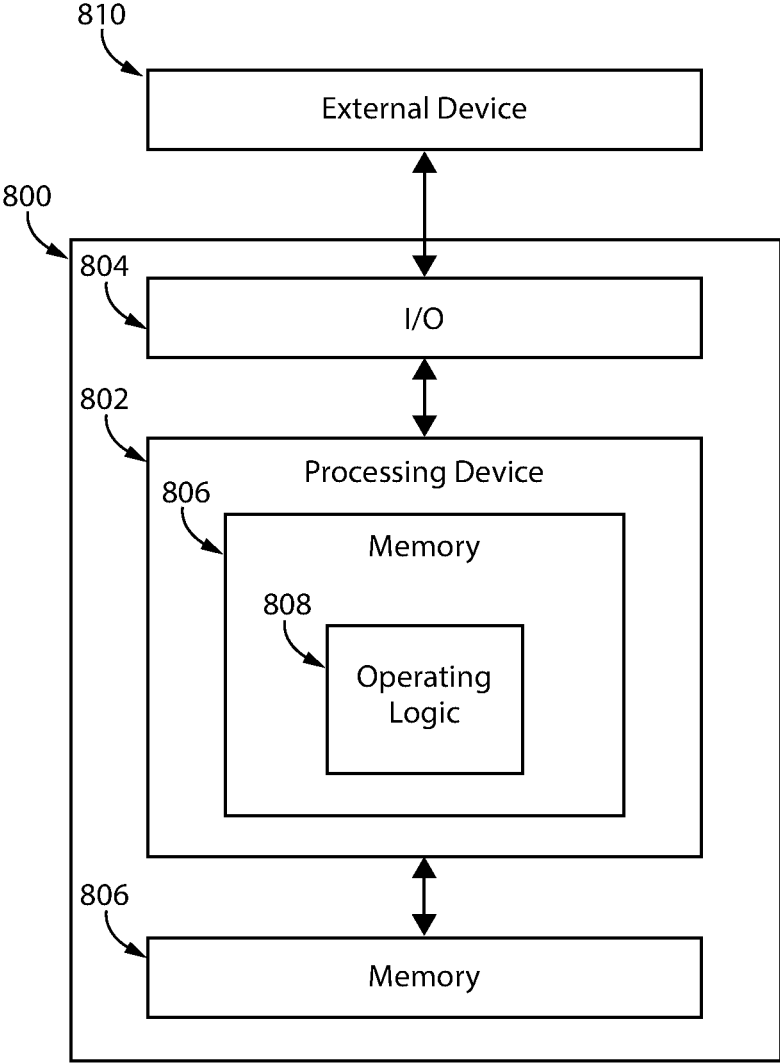 810
External Device
800
804
I/O
802
Processing Device
806
Memory
808
Operating
Logic
806
Memory